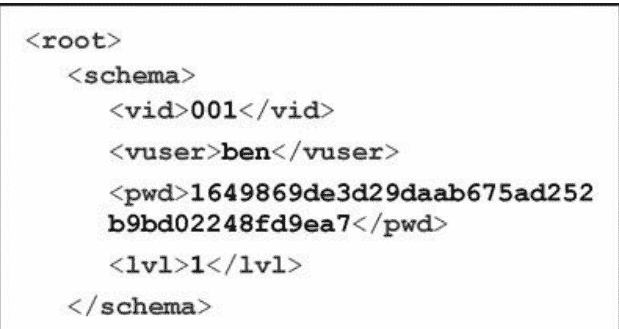 <root>
<schema>
<vid>001</vid>
<vuser>ben</vuser>
<pwd>1649869de3d29daab675ad252
b9bd02248fd9ea7</pwd>
<lvl>1</lvl>
</schema>